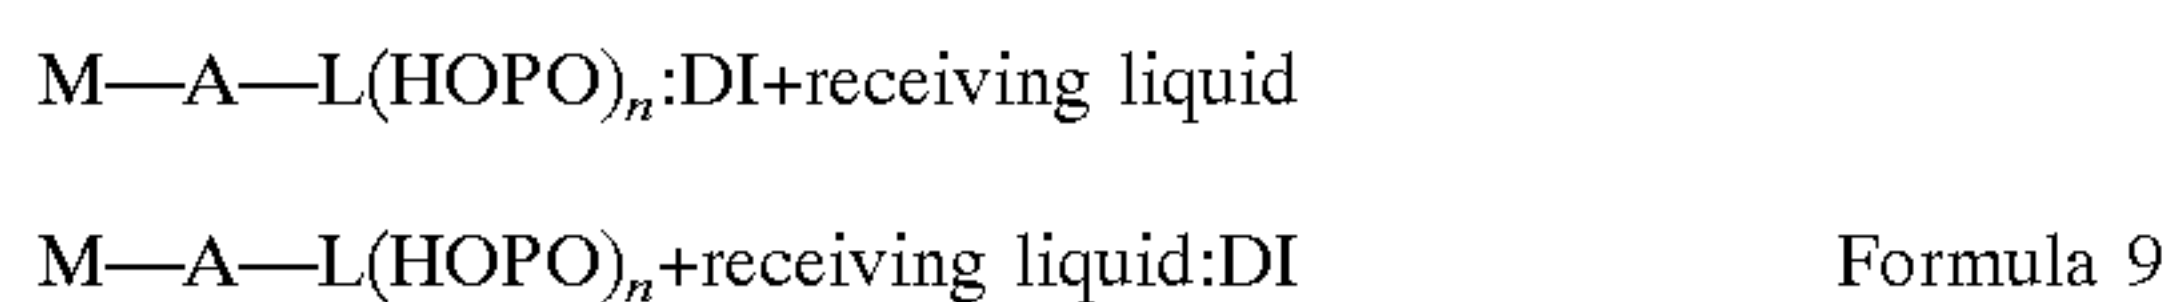 M—A—L(HOPO)n:DI+receiving liquid
M—A—L(HOPO)n+receiving liquid:DI Formula 9